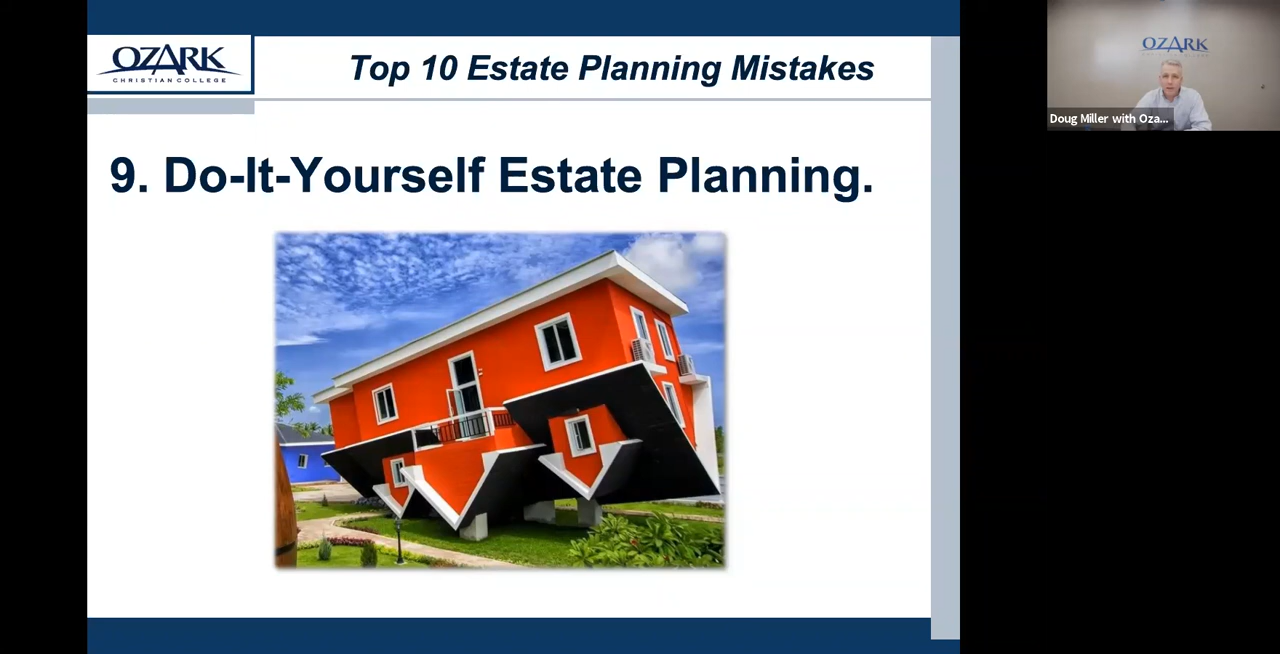 OZARK
CHRISTIAN COLLEGE
Top 10 Estate Planning Mistakes
9. Do-It-Yourself Estate Planning.
OZARK
Doug Miller with Oza...